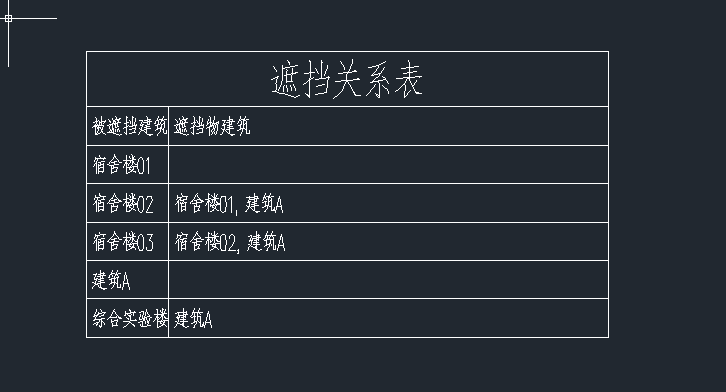 遮挡关系表
被遮挡建筑 遮挡物建筑
宿舍楼01
宿舍楼02 宿舍楼01, 建筑A
宿舍楼03 宿舍楼02, 建筑A
建筑A
综合实验楼 建筑A